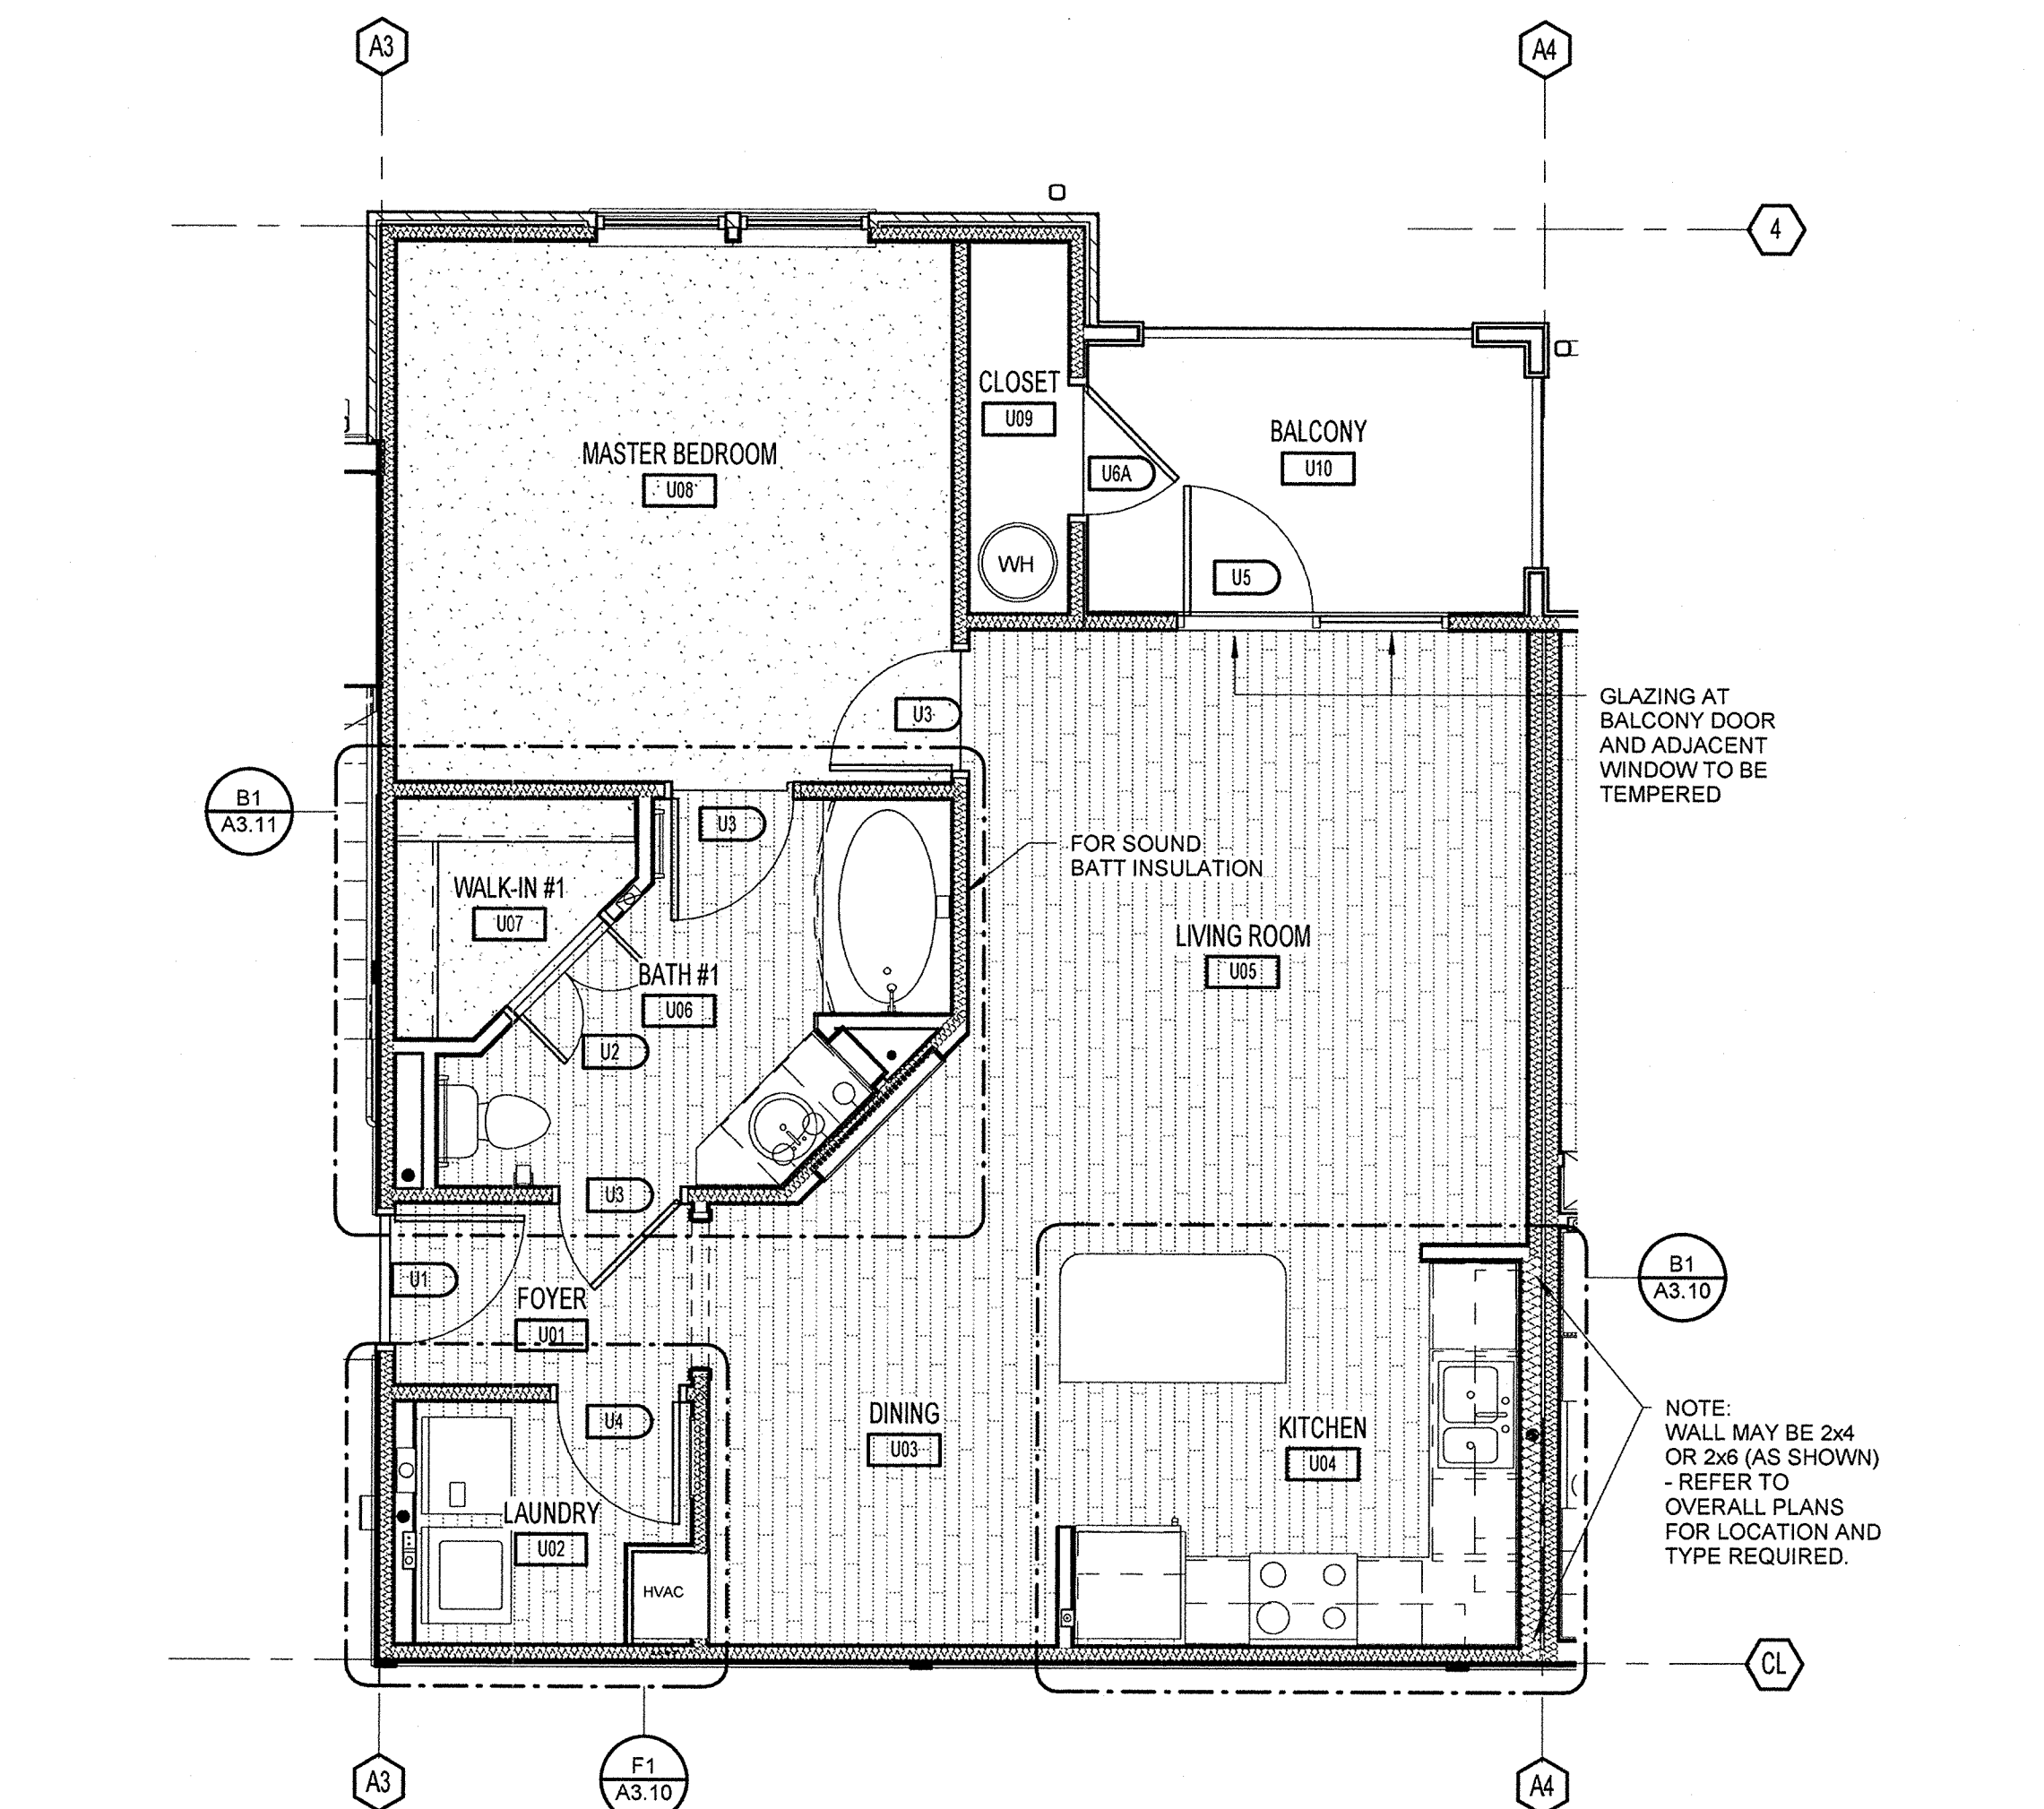 A3
A4
4
CLOSET
U09
BALCONY
U10
MASTER BEDROOM
U08
U6A
WH
U5
U3
GLAZING AT
BALCONY DOOR
AND ADJACENT
WINDOW TO BE
TEMPERED
B1
A3.11
U3
FOR SOUND
BATT INSULATION
WALK-IN #1
U07
LIVING ROOM
U05
BATH #1
U06
U2
U3
U1
B1
A3.10
FOYER
U01
DINING
U03
KITCHEN
U04
U4
NOTE:
WALL MAY BE 2x4
OR 2x6 (AS SHOWN)
- REFER TO
OVERALL PLANS
FOR LOCATION AND
TYPE REQUIRED.
LAUNDRY
U02
HVAC
CL
A3
F1
A3.10
A4